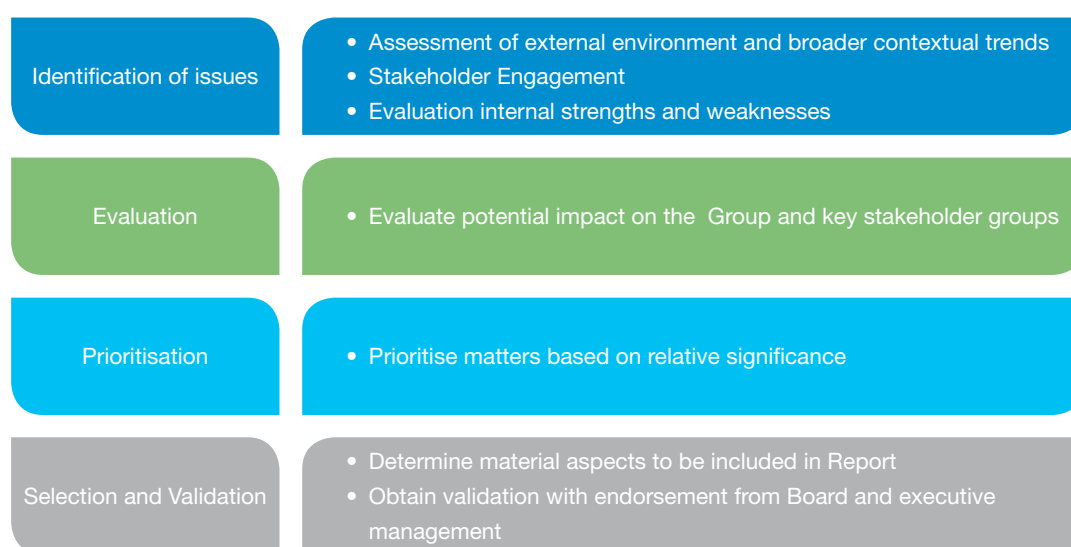 Identification of issues
• Assessment of external environment and broader contextual trends
• Stakeholder Engagement
• Evaluation internal strengths and weaknesses
Evaluation
• Evaluate potential impact on the Group and key stakeholder groups
Prioritisation
• Prioritise matters based on relative significance
Selection and Validation
• Determine material aspects to be included in Report
• Obtain validation with endorsement from Board and executive
management